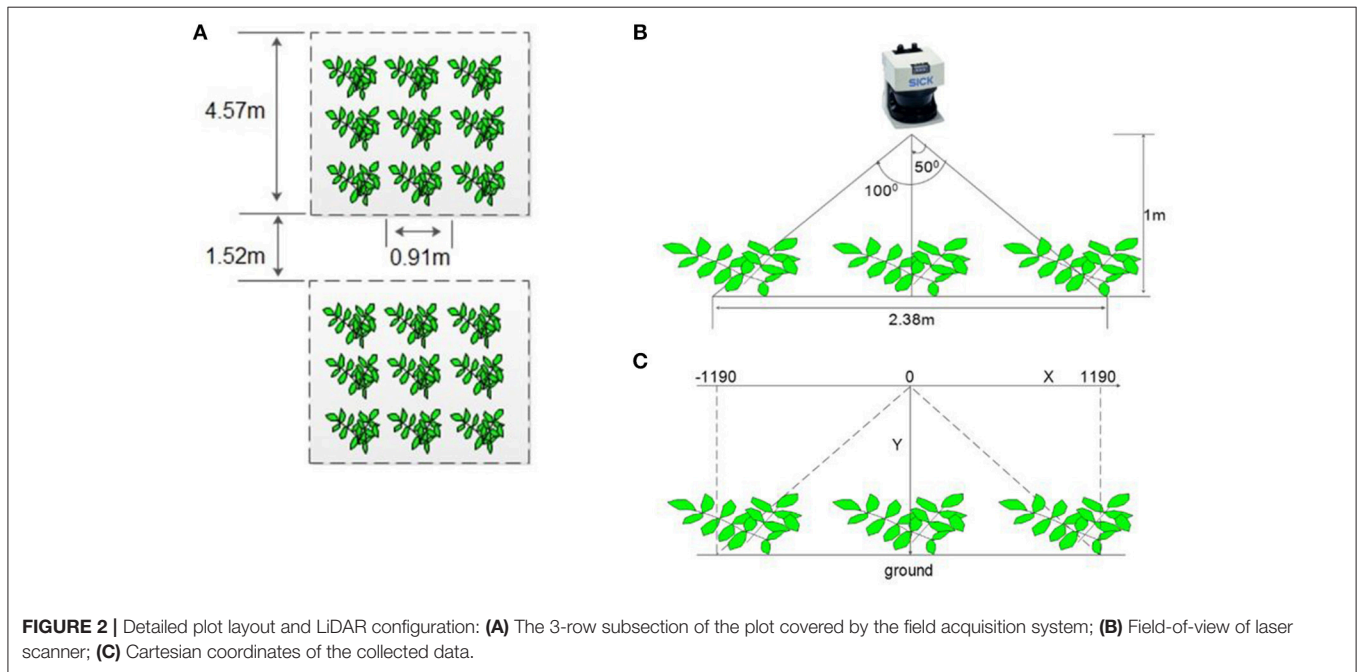 A
4.57m
1.52m
0.91m
B
SICK
50⁰
100⁰
1m
2.38m
C
-1190 0 X 1190
Y
ground
FIGURE 2 | Detailed plot layout and LiDAR configuration: (A) The 3-row subsection of the plot covered by the field acquisition system; (B) Field-of-view of laser
scanner; (C) Cartesian coordinates of the collected data.